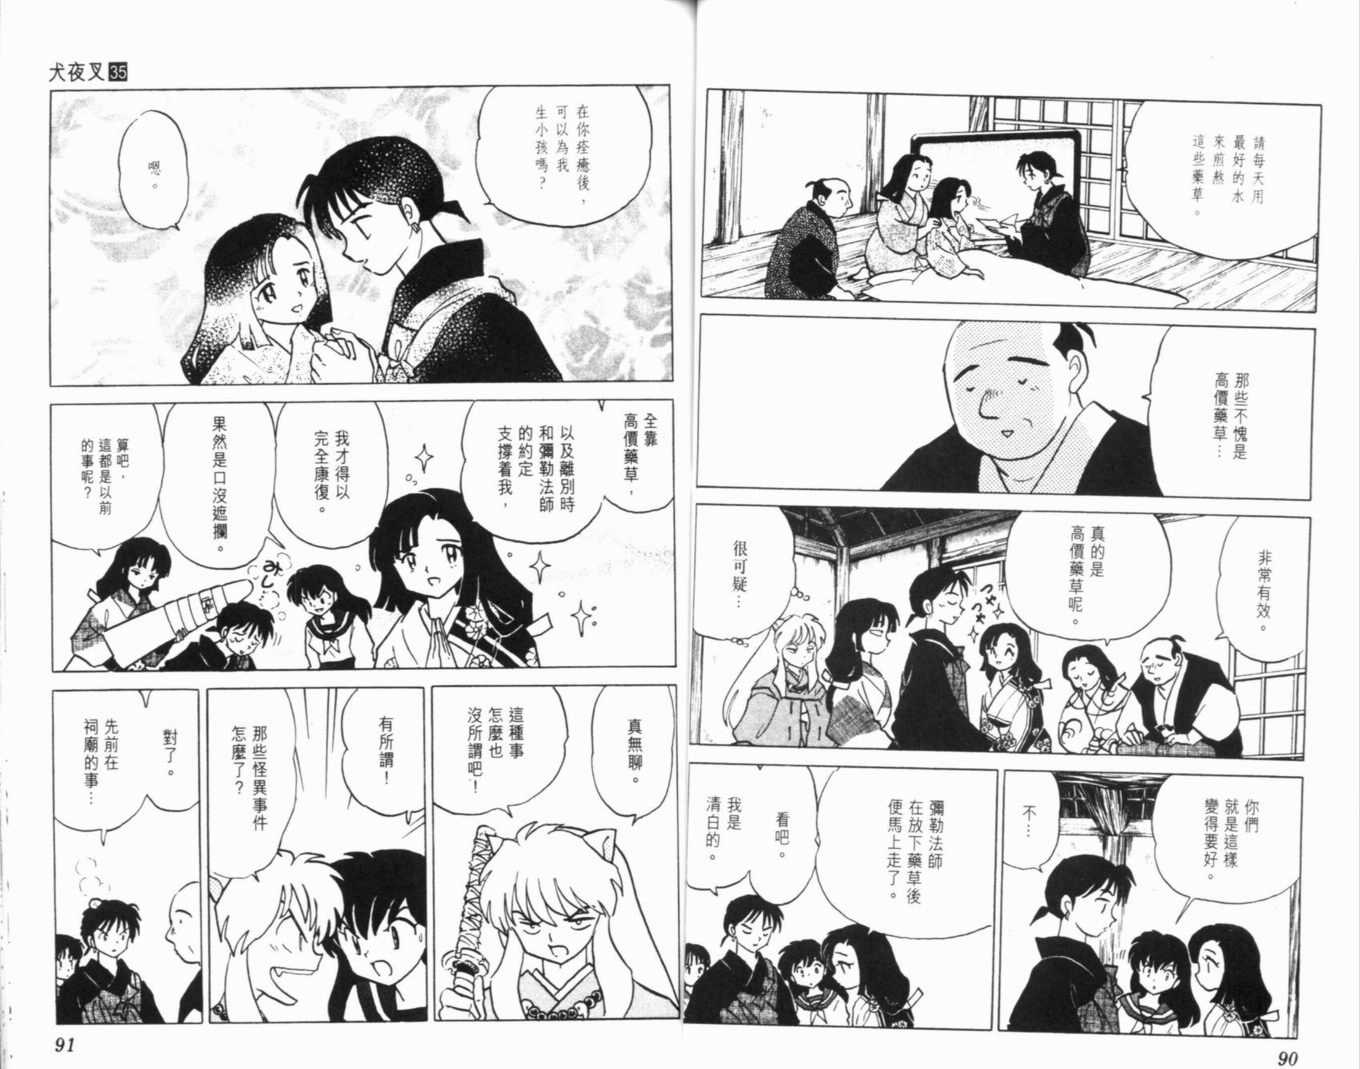 請每天用
最好的水
來煎熬
這些藥草。
那些不愧是
高價藥草…
非常有效。
真的是
高價藥草呢。
つやつや
很可疑…
你們
就是這樣
變得要好。
不…
彌勒法師
在放下藥草後
便馬上走了。
看吧。
我是
清白的。
90
犬夜叉35
在你痊癒後，
可以為我
生小孩嗎？
嗯。
全靠
高價藥草，
以及離別時
和彌勒法師
的約定
支撐着我，
我才得以
完全康復。
果然是口沒遮攔。
みし
算吧，
這都是以前
的事呢？
真無聊。
這種事
怎麼也
沒所謂吧！
有所謂！
那些怪異事件
怎麼了？
對了。
先前在
祠廟的事…
91